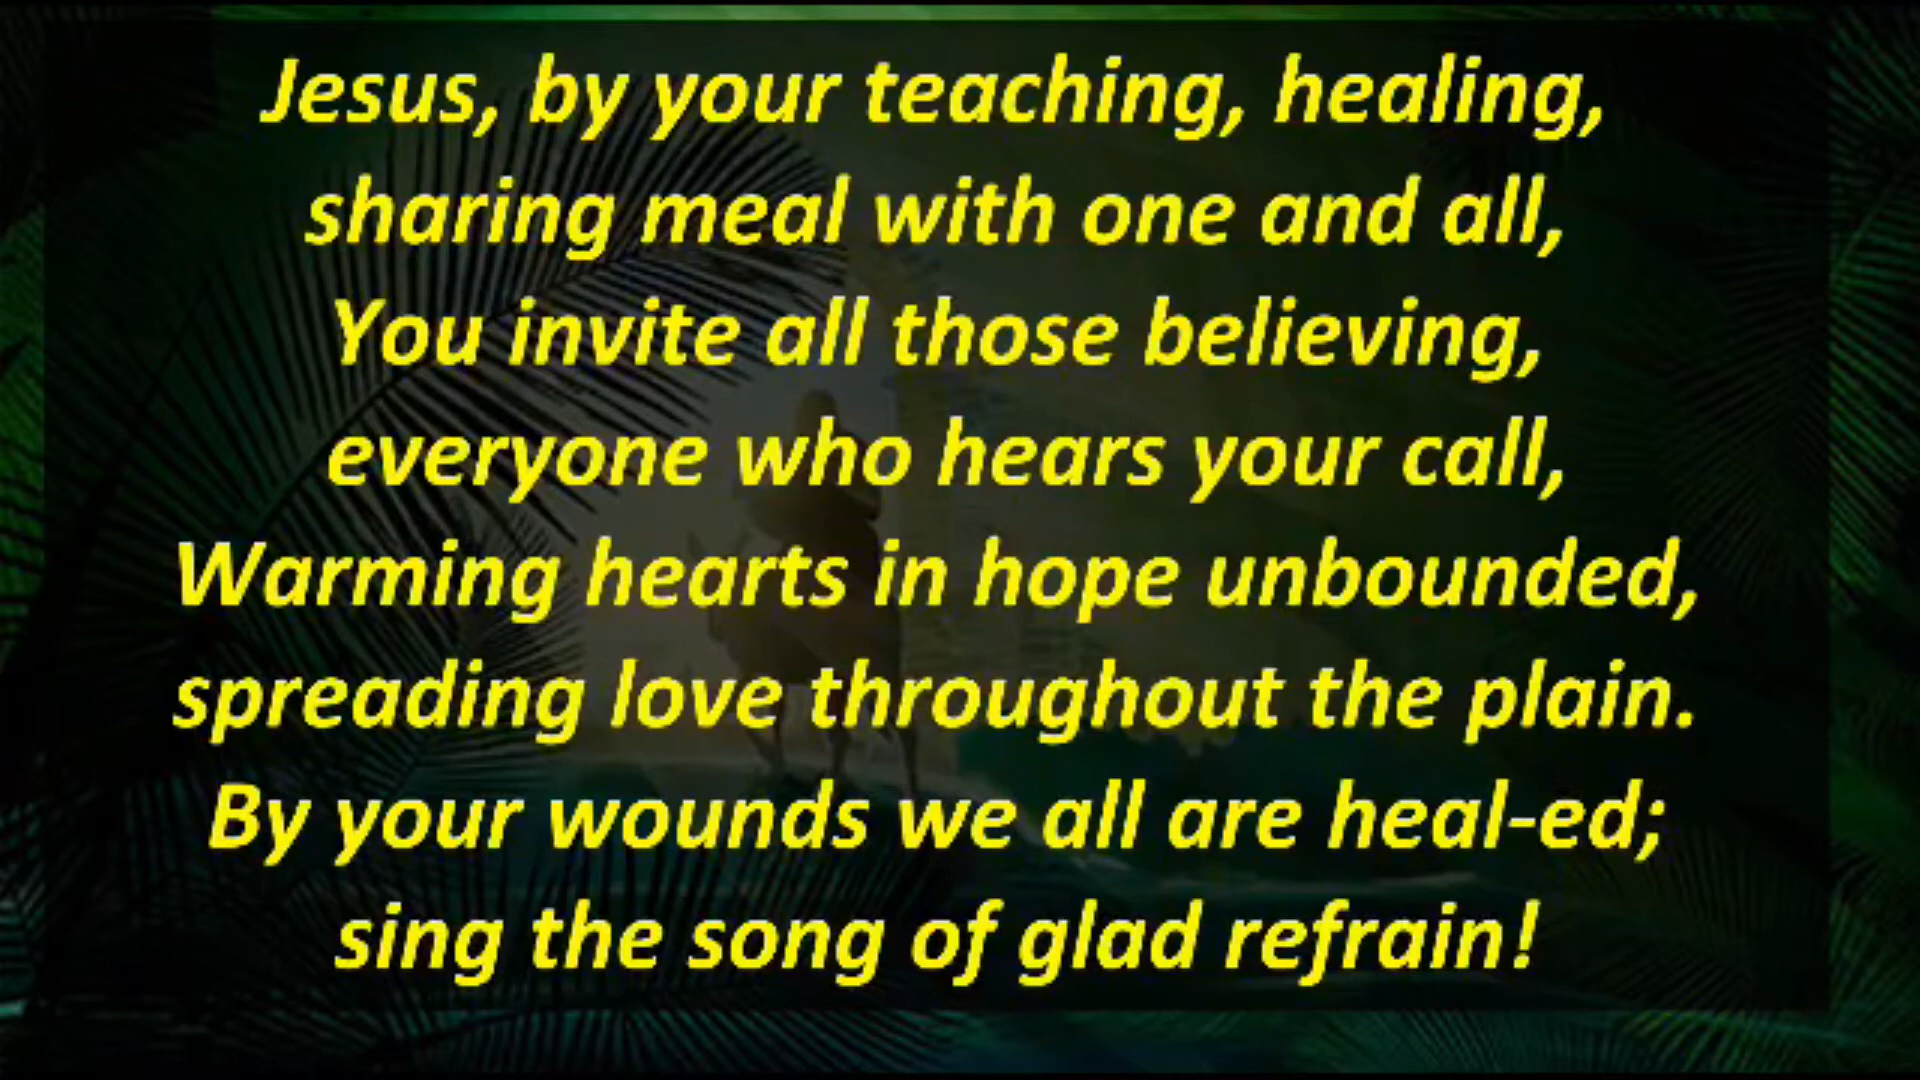 Jesus, by your teaching, healing,
sharing meal with one and all,
You invite all those believing,
everyone who hears your call,
Warming hearts in hope unbounded,
spreading love throughout the plain.
By your wounds we all are heal-ed;
sing the song of glad refrain!